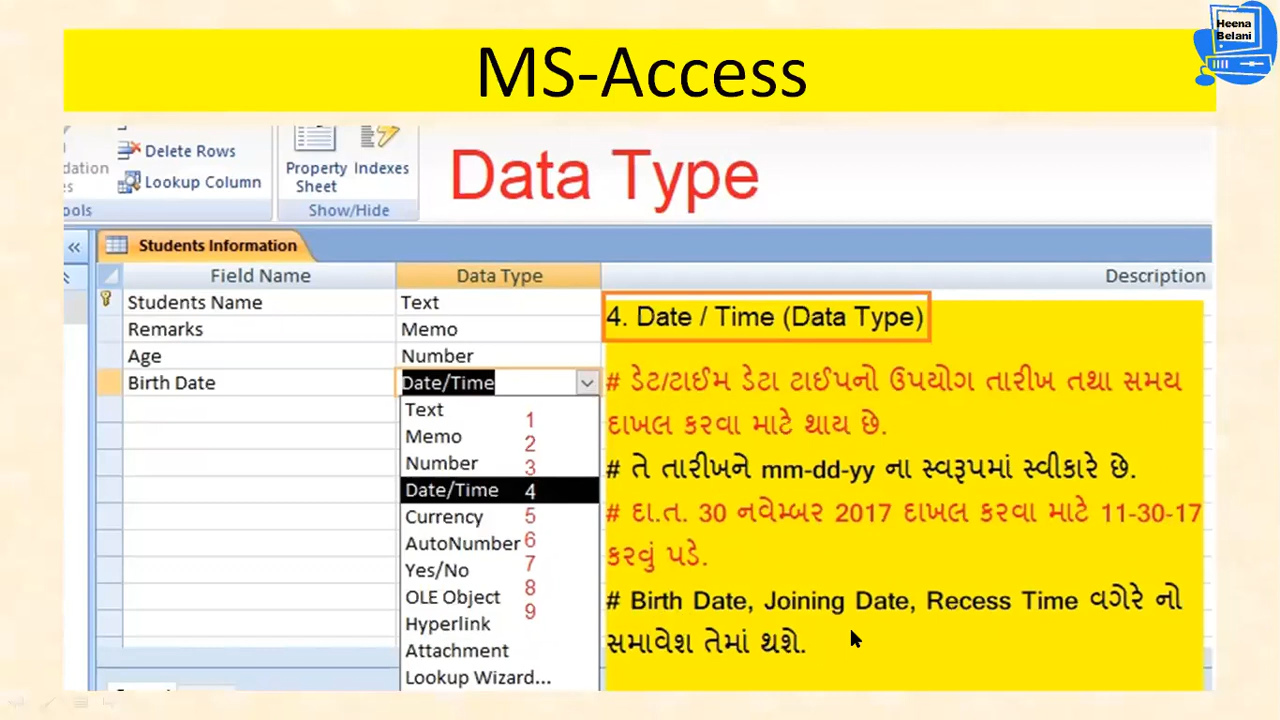 Heena
Belani
MS-Access
Delete Rows
Lookup Column
Property
Sheet
Indexes
Show/Hide
Data Type
Students Information
Field Name Data Type Description
Students Name Text
Remarks Memo
Age Number
Birth Date Date/Time
Text 1
Memo 2
Number 3
Date/Time 4
Currency 5
AutoNumber 6
Yes/No 7
OLE Object 8
Hyperlink 9
Attachment
Lookup Wizard...
4. Date / Time (Data Type)
# ડેટ/ટાઈમ ડેટા ટાઈપનો ઉપયોગ તારીખ તથા સમય
દાખલ કરવા માટે થાય છે.
# તે તારીખને mm-dd-yy ના સ્વરૂપમાં સ્વીકારે છે.
# દા.ત. 30 નવેમ્બર 2017 દાખલ કરવા માટે 11-30-17
કરવું પડે.
# Birth Date, Joining Date, Recess Time વગેરે નો
સમાવેશ તેમાં થશે.